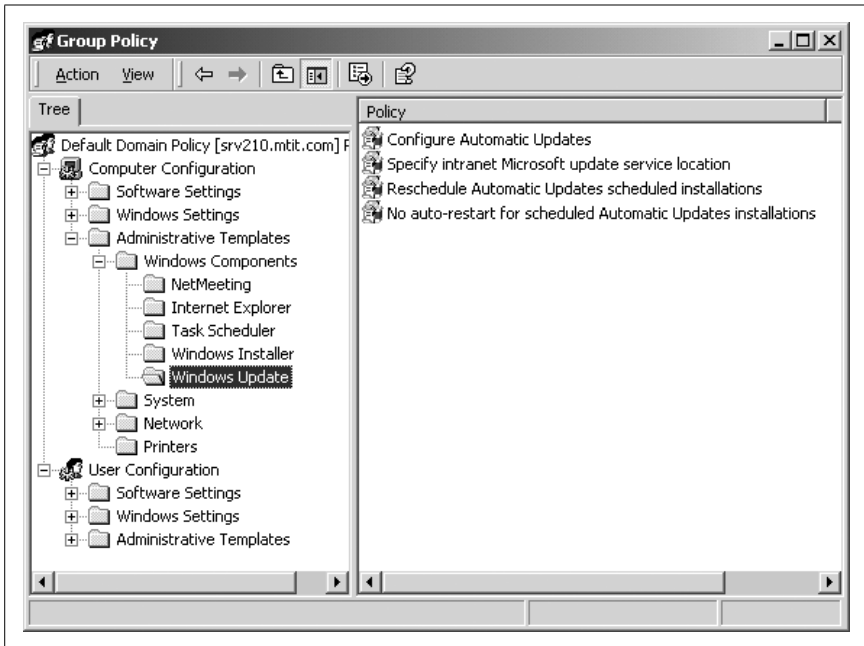 Group Policy
Action View
Tree
Policy
Default Domain Policy [srv210.mtit.com] P
Computer Configuration
Software Settings
Windows Settings
Administrative Templates
Windows Components
NetMeeting
Internet Explorer
Task Scheduler
Windows Installer
Windows Update
System
Network
Printers
User Configuration
Software Settings
Windows Settings
Administrative Templates
Configure Automatic Updates
Specify intranet Microsoft update service location
Reschedule Automatic Updates scheduled installations
No auto-restart for scheduled Automatic Updates installations